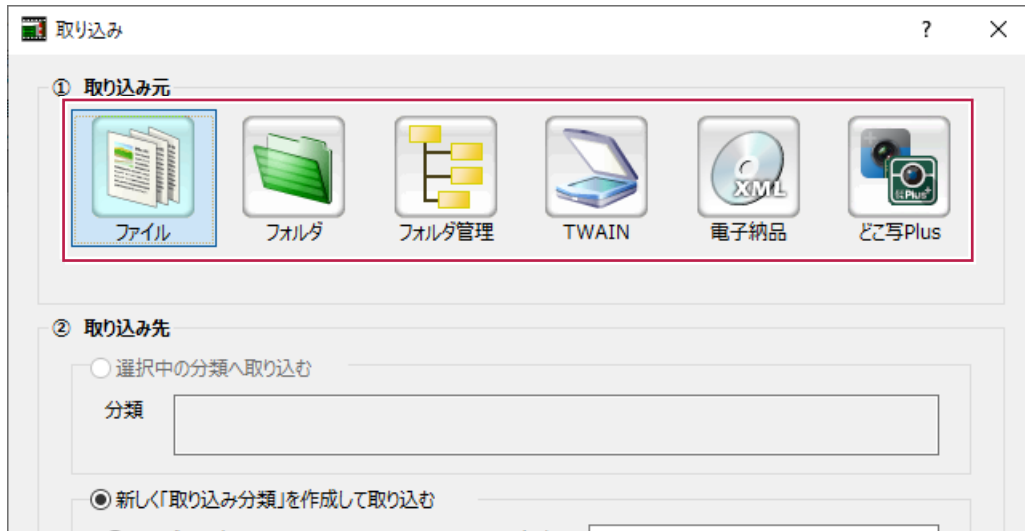 取り込み
?
① 取り込み元
XML
Plus+
ファイル フォルダ フォルダ管理 TWAIN 電子納品 どこ写Plus
② 取り込み先
選択中の分類へ取り込む
分類
新しく「取り込み分類」を作成して取り込む